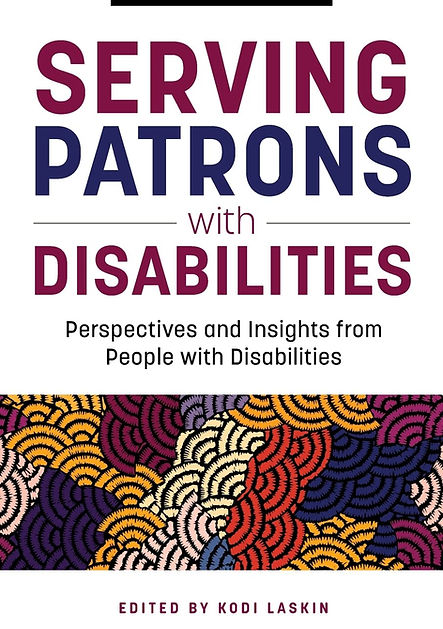 SERVING
PATRONS
with
DISABILITIES
Perspectives and Insights from
People with Disabilities
EDITED BY KODI LASKIN